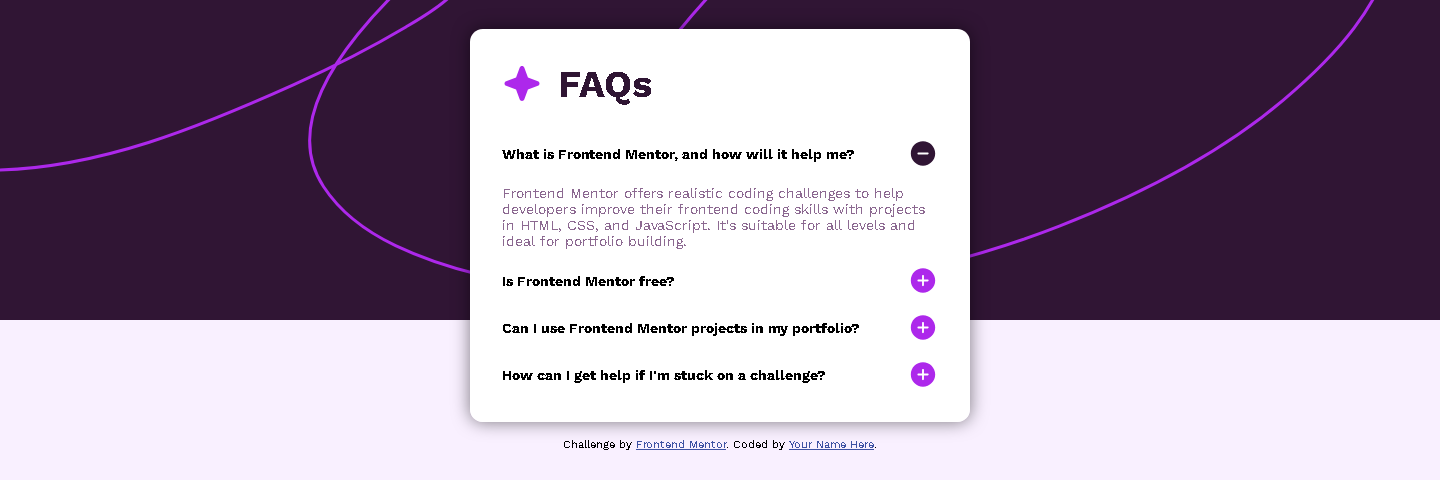 FAQs
What is Frontend Mentor, and how will it help me?
Frontend Mentor offers realistic coding challenges to help
developers improve their frontend coding skills with projects
in HTML, CSS, and JavaScript. It's suitable for all levels and
ideal for portfolio building.
Is Frontend Mentor free?
Can I use Frontend Mentor projects in my portfolio?
How can I get help if I'm stuck on a challenge?
Challenge by Frontend Mentor. Coded by Your Name Here.